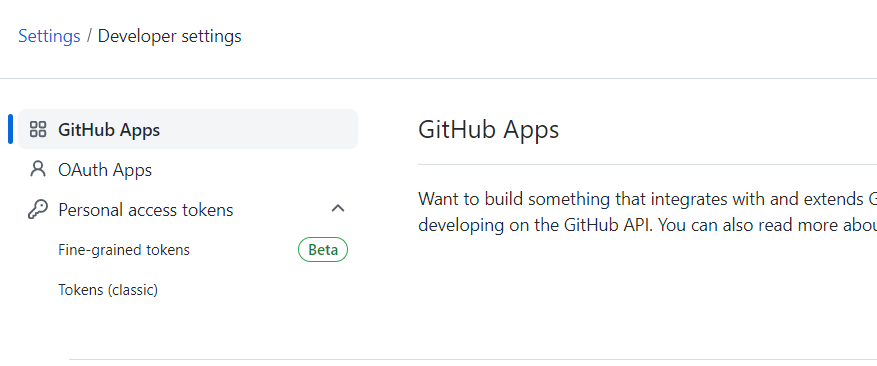 Settings / Developer settings
GitHub Apps
OAuth Apps
Personal access tokens
Fine-grained tokens Beta
Tokens (classic)
GitHub Apps
Want to build something that integrates with and extends
developing on the GitHub API. You can also read more